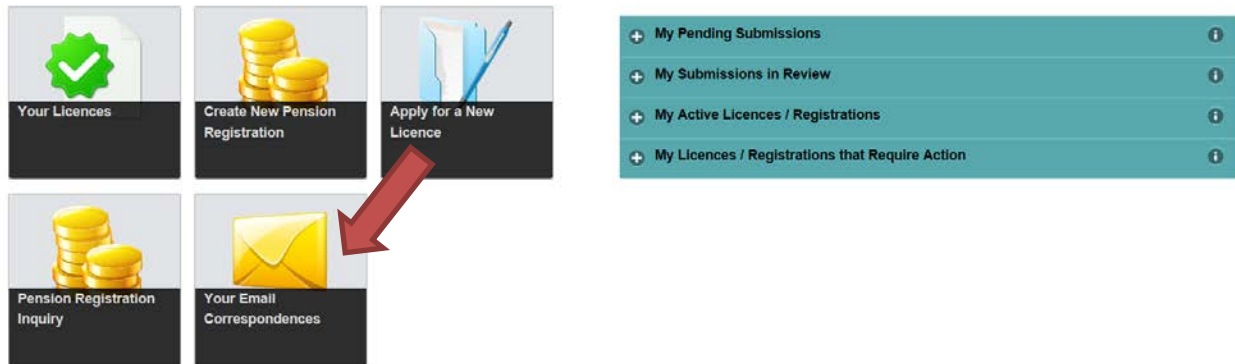 Your Licences
Create New Pension
Registration
Apply for a New
Licence
Pension Registration
Inquiry
Your Email
Correspondences
My Pending Submissions
My Submissions in Review
My Active Licences / Registrations
My Licences / Registrations that Require Action